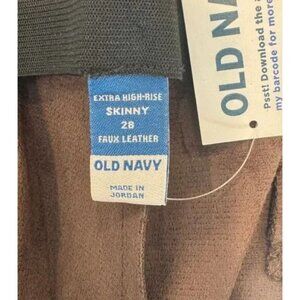 EXTRA HIGH-RISE
SKINNY
28
FAUX LEATHER
OLD NAVY
MADE IN
JORDAN
OLD NA
Psst! Download the a
my barcode for more